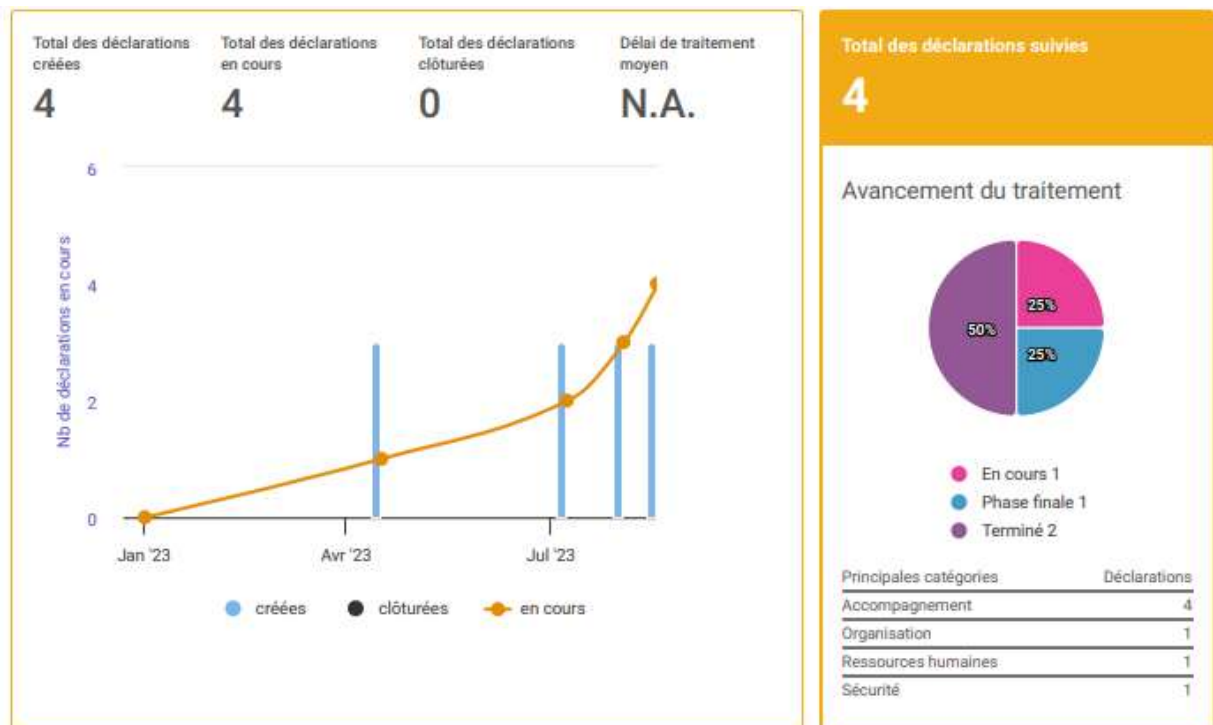 Total des déclarations
créées
4
Total des déclarations
en cours
4
Total des déclarations
clôturées
0
Délai de traitement
moyen
N.A.
Nb de déclarations en cours
6
4
2
0
Jan '23
Avr '23
Jul '23
créées
clôturées
en cours
Total des déclarations suivies
4
Avancement du traitement
25%
50%
25%
En cours 1
Phase finale 1
Terminé 2
Principales catégories Déclarations
Accompagnement 4
Organisation 1
Ressources humaines 1
Sécurité 1